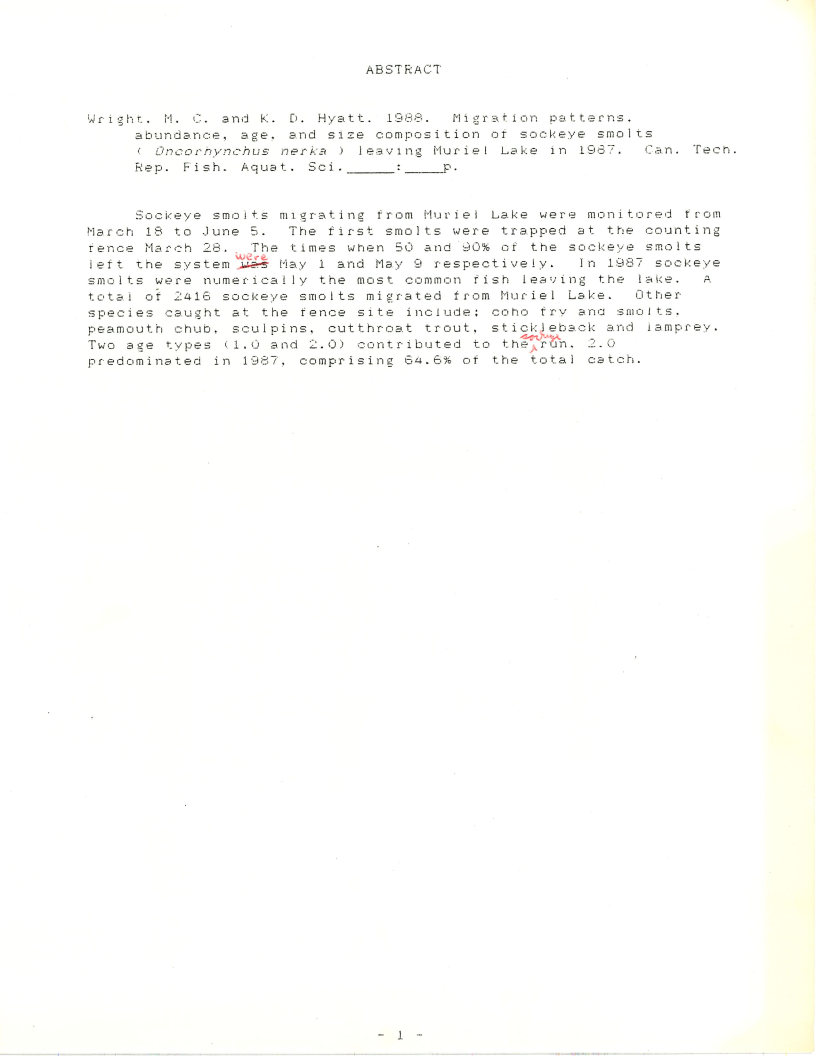 ABSTRACT
Wright, M. C. and K. D. Hyatt. 1988. Migration patterns,
abundance, age, and size composition of sockeye smolts
( Oncorhynchus nerka ) leaving Muriel Lake in 1987. Can. Tech.
Rep. Fish. Aquat. Sci._____:____p.
Sockeye smolts migrating from Muriel Lake were monitored from
March 18 to June 5. The first smolts were trapped at the counting
fence March 28. The times when 50 and 90% of the sockeye smolts
were
left the system was May 1 and May 9 respectively. In 1987 sockeye
smolts were numerically the most common fish leaving the lake. A
total of 2416 sockeye smolts migrated from Muriel Lake. Other
species caught at the fence site include; coho fry and smolts,
peamouth chub, sculpins, cutthroat trout, stickleback and lamprey.
sockeye
Two age types (1.0 and 2.0) contributed to the run, 2.0
predominated in 1987, comprising 64.6% of the total catch.
- 1 -